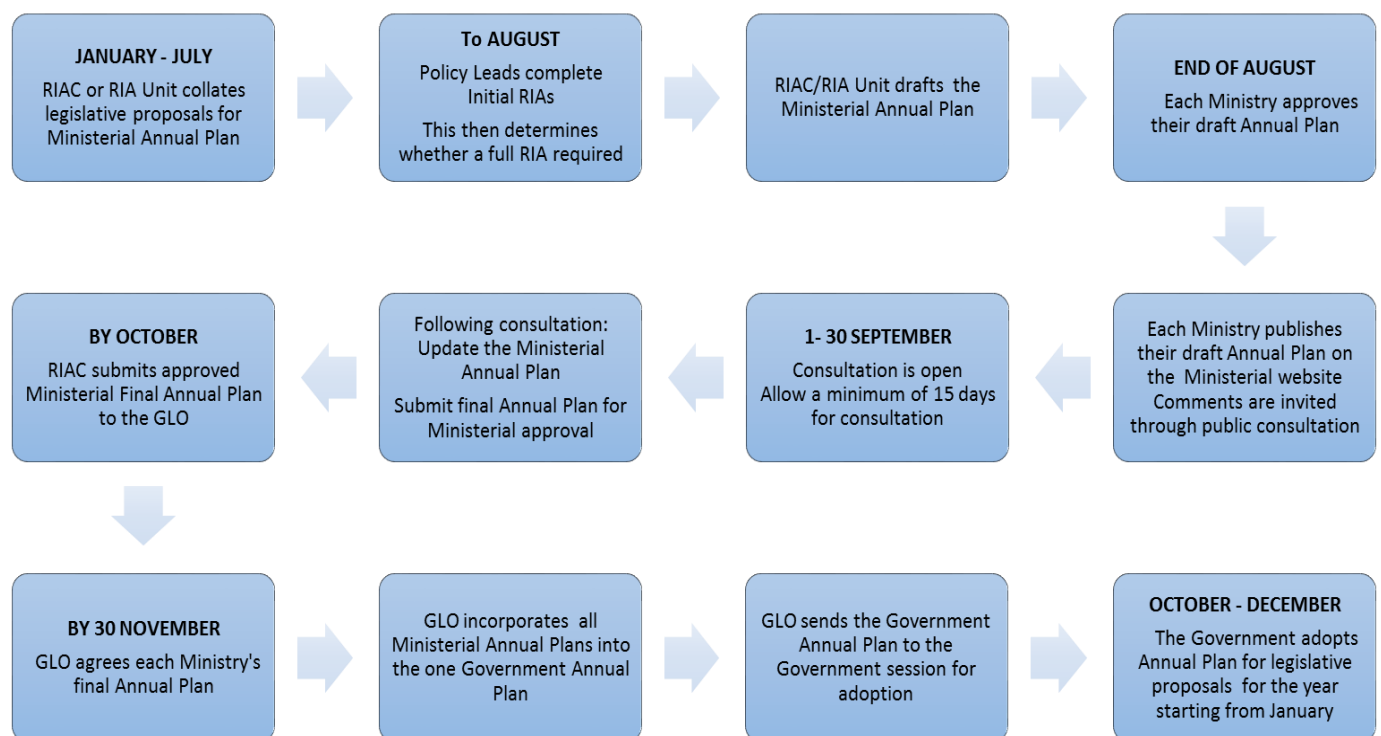 JANUARY - JULY
RIAC or RIA Unit collates
legislative proposals for
Ministerial Annual Plan
To AUGUST
Policy Leads complete
Initial RIAs
This then determines
whether a full RIA required
RIAC/RIA Unit drafts the
Ministerial Annual Plan
END OF AUGUST
Each Ministry approves
their draft Annual Plan
Each Ministry publishes
their draft Annual Plan on
the Ministerial website
Comments are invited
through public consultation
1- 30 SEPTEMBER
Consultation is open
Allow a minimum of 15 days
for consultation
Following consultation:
Update the Ministerial
Annual Plan
Submit final Annual Plan for
Ministerial approval
BY OCTOBER
RIAC submits approved
Ministerial Final Annual Plan
to the GLO
BY 30 NOVEMBER
GLO agrees each Ministry's
final Annual Plan
GLO incorporates all
Ministerial Annual Plans into
the one Government Annual
Plan
GLO sends the Government
Annual Plan to the
Government session for
adoption
OCTOBER - DECEMBER
The Government adopts
Annual Plan for legislative
proposals for the year
starting from January